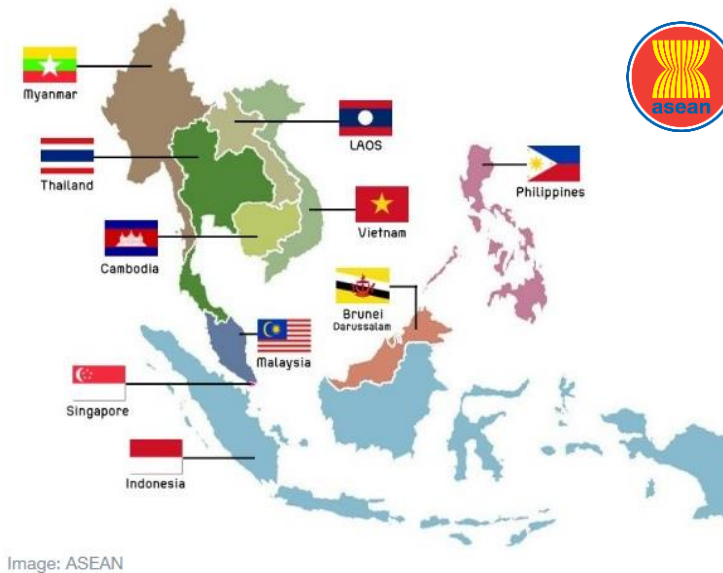 asean
Myanmar
LAOS
Thailand
Philippines
Vietnam
Cambodia
Brunei
Darussalam
Malaysia
Singapore
Indonesia
Image: ASEAN